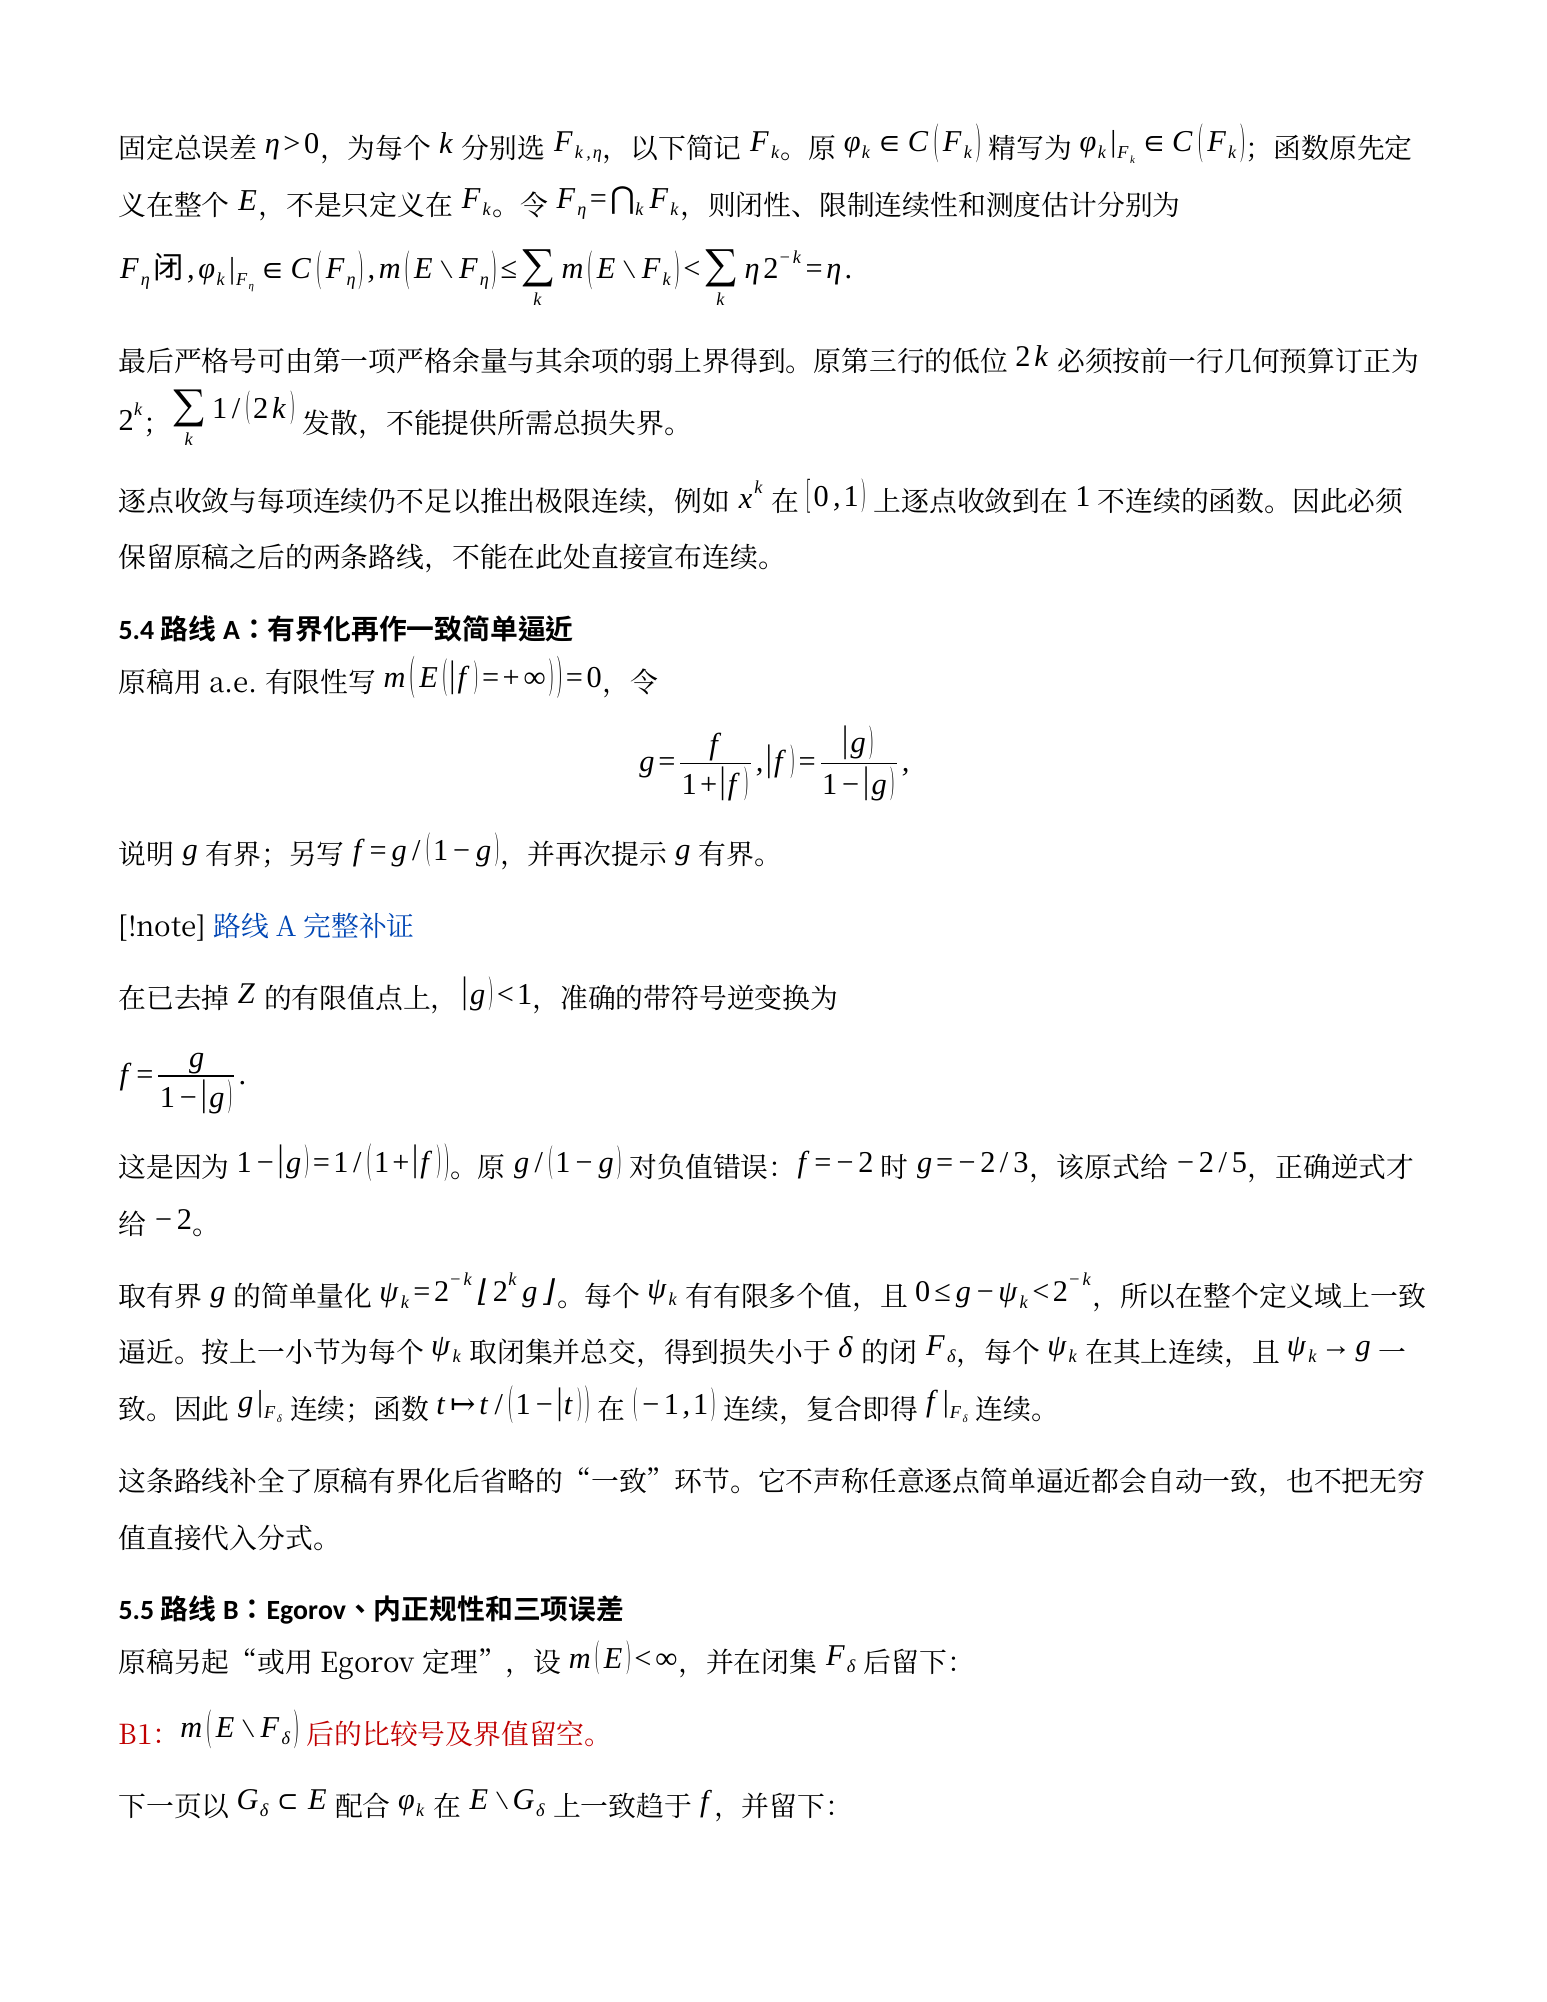 固定总误差 η>0，为每个 k 分别选 F_{k,η}，以下简记 F_k。原 φ_k ∈ C(F_k) 精写为 φ_k|_{F_k} ∈ C(F_k)；函数原先定
义在整个 E，不是只定义在 F_k。令 F_η=⋂_k F_k，则闭性、限制连续性和测度估计分别为
F_η 闭,φ_k|_{F_η} ∈ C(F_η),m(E∖F_η)≤∑_k m(E∖F_k)<∑_k η2^{−k}=η.
最后严格号可由第一项严格余量与其余项的弱上界得到。原第三行的低位 2k 必须按前一行几何预算订正为
2^k；∑_k 1/(2k) 发散，不能提供所需总损失界。
逐点收敛与每项连续仍不足以推出极限连续，例如 x^k 在 [0,1) 上逐点收敛到在 1 不连续的函数。因此必须
保留原稿之后的两条路线，不能在此处直接宣布连续。
5.4 路线 A：有界化再作一致简单逼近
原稿用 a.e. 有限性写 m(E(|f)=+∞))=0，令
g=f/(1+|f)),|f)=|g)/(1−|g)),
说明 g 有界；另写 f=g/(1−g)，并再次提示 g 有界。
[!note] 路线 A 完整补证
在已去掉 Z 的有限值点上，|g)<1，准确的带符号逆变换为
f=g/(1−|g)).
这是因为 1−|g)=1/(1+|f))。原 g/(1−g) 对负值错误：f=−2 时 g=−2/3，该原式给 −2/5，正确逆式才
给 −2。
取有界 g 的简单量化 ψ_k=2^{−k}⌊2^k g⌋。每个 ψ_k 有有限多个值，且 0≤g−ψ_k<2^{−k}，所以在整个定义域上一致
逼近。按上一小节为每个 ψ_k 取闭集并总交，得到损失小于 δ 的闭 F_δ，每个 ψ_k 在其上连续，且 ψ_k→g 一
致。因此 g|_{F_δ} 连续；函数 t↦t/(1−|t)) 在 (−1,1) 连续，复合即得 f|_{F_δ} 连续。
这条路线补全了原稿有界化后省略的“一致”环节。它不声称任意逐点简单逼近都会自动一致，也不把无穷
值直接代入分式。
5.5 路线 B：Egorov、内正规性和三项误差
原稿另起“或用 Egorov 定理”，设 m(E)<∞，并在闭集 F_δ 后留下：
B1：m(E∖F_δ) 后的比较号及界值留空。
下一页以 G_δ ⊂ E 配合 φ_k 在 E∖G_δ 上一致趋于 f，并留下：